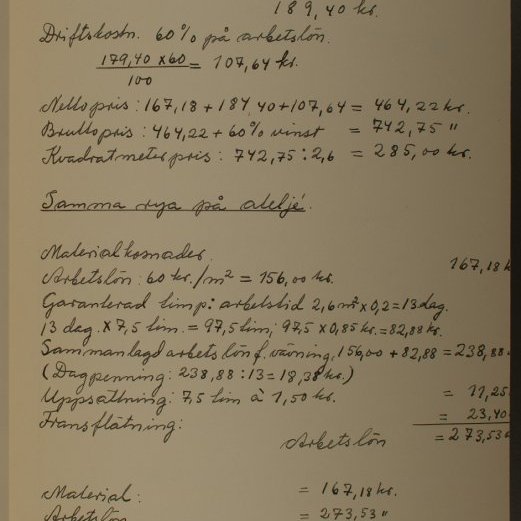 189,40 kr.
Driftskostn. 60% på arbetslön.
179,40 x 60 = 107,64 kr.
100
Nettopris: 167,18 + 189,40 + 107,64 = 464,22 kr.
Bruttopris: 464,22 + 60% vinst = 742,75 "
Kvadratmeterpris: 742,75 : 2,6 = 285,00 kr.
Samma rya på ateljé.
Materialkosnader 167,18 k
Arbetslön: 60 kr./m² = 156,00 kr.
Garanterad timp: arbetstid 2,6 m² x 0,2 = 13 dag.
13 dag. x 7,5 tim. = 97,5 tim; 97,5 x 0,85 kr. = 82,88 kr.
Sammanlagd arbetslön f. vävning, 156,00 + 82,88 = 238,88
(Dagpenning: 238,88 : 13 = 18,38 kr.)
Uppsättning: 7,5 tim à 1,50 kr. = 11,25
Fransflätning: = 23,40
Arbetslön = 273,53
Material: = 167,18 kr.
Arbetslön = 273,53 "